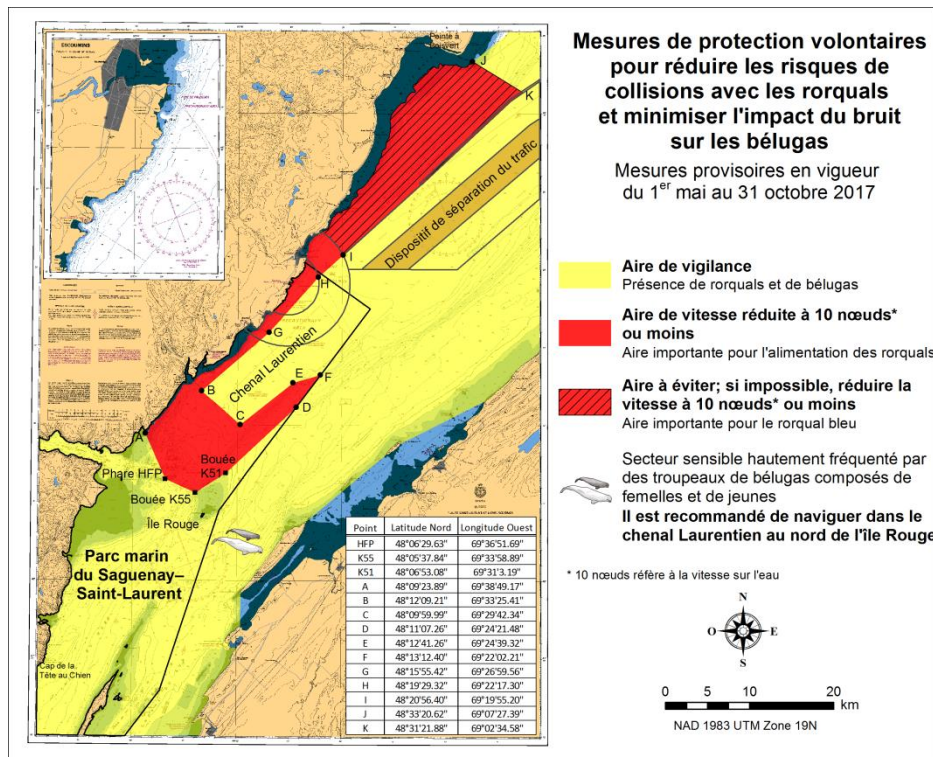 Mesures de protection volontaires
pour réduire les risques de
collisions avec les rorquals
et minimiser l'impact du bruit
sur les bélugas
Mesures provisoires en vigueur
du 1er mai au 31 octobre 2017
Aire de vigilance
Présence de rorquals et de bélugas
Aire de vitesse réduite à 10 nœuds*
ou moins
Aire importante pour l'alimentation des rorquals
Aire à éviter; si impossible, réduire la
vitesse à 10 nœuds* ou moins
Aire importante pour le rorqual bleu
Secteur sensible hautement fréquenté par
des troupeaux de bélugas composés de
femelles et de jeunes
Il est recommandé de naviguer dans le
chenal Laurentien au nord de l'île Rouge
* 10 nœuds réfère à la vitesse sur l'eau
N
O
E
S
0 5 10 20
km
NAD 1983 UTM Zone 19N
J
K
Dispositif de séparation du trafic
I
H
G
Chenal Laurentien
E
F
B
D
C
A
Bouée
K51
Phare HFP
Bouée K55
Île Rouge
Parc marin
du Saguenay–
Saint-Laurent
Cap de la
Tête au Chien
Point Latitude Nord Longitude Ouest
HFP 48°06'29.63" 69°36'51.69"
K55 48°05'37.84" 69°33'58.89"
K51 48°06'53.08" 69°31'3.19"
A 48°09'23.89" 69°38'49.17"
B 48°12'09.21" 69°33'25.41"
C 48°09'59.99" 69°29'42.34"
D 48°11'07.26" 69°24'21.48"
E 48°12'41.26" 69°24'39.32"
F 48°13'12.40" 69°22'02.21"
G 48°15'55.42" 69°26'59.56"
H 48°19'29.32" 69°22'17.30"
I 48°20'56.40" 69°19'55.20"
J 48°33'20.62" 69°07'27.39"
K 48°31'21.88" 69°02'34.58"